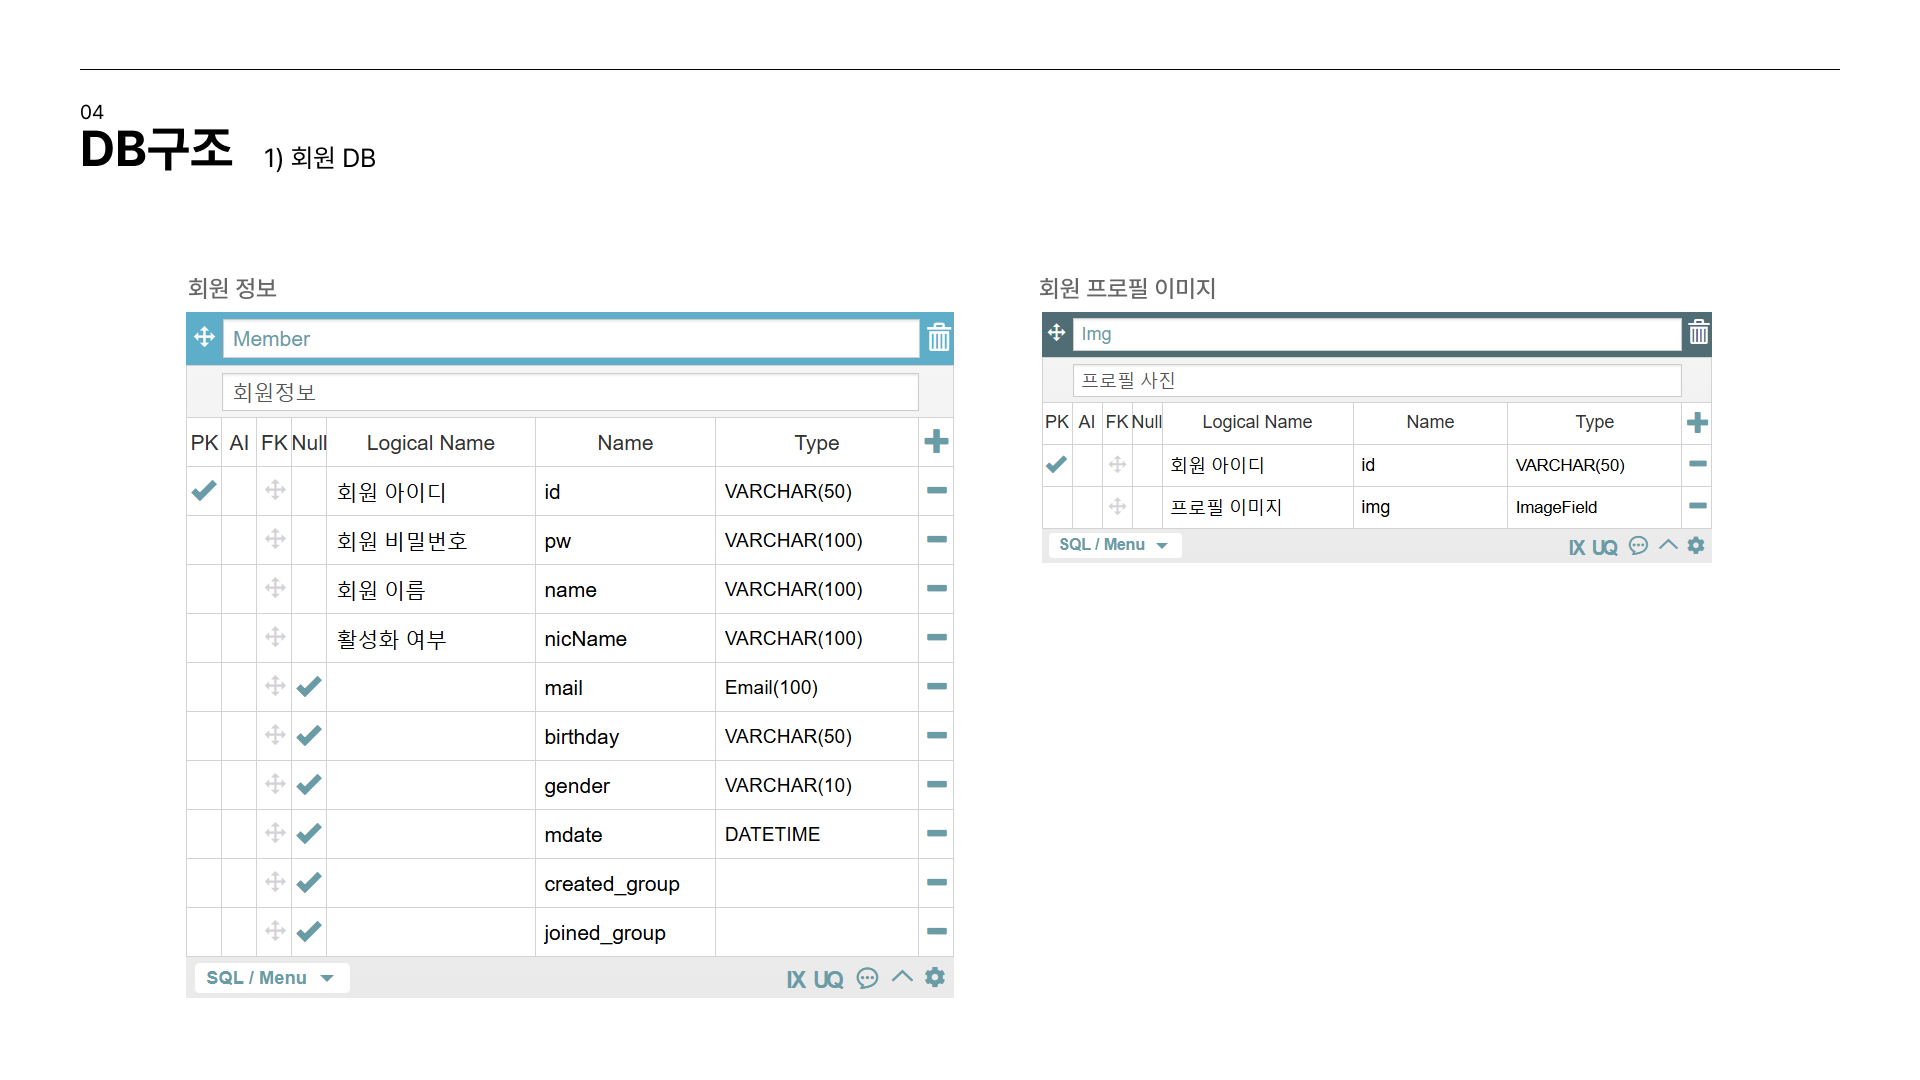 04
DB구조 1) 회원 DB
회원 정보
Member
회원정보
PK AI FK Null Logical Name Name Type
회원 아이디 id VARCHAR(50)
회원 비밀번호 pw VARCHAR(100)
회원 이름 name VARCHAR(100)
활성화 여부 nicName VARCHAR(100)
mail Email(100)
birthday VARCHAR(50)
gender VARCHAR(10)
mdate DATETIME
created_group
joined_group
SQL / Menu IX UQ
회원 프로필 이미지
Img
프로필 사진
PK AI FK Null Logical Name Name Type
회원 아이디 id VARCHAR(50)
프로필 이미지 img ImageField
SQL / Menu IX UQ